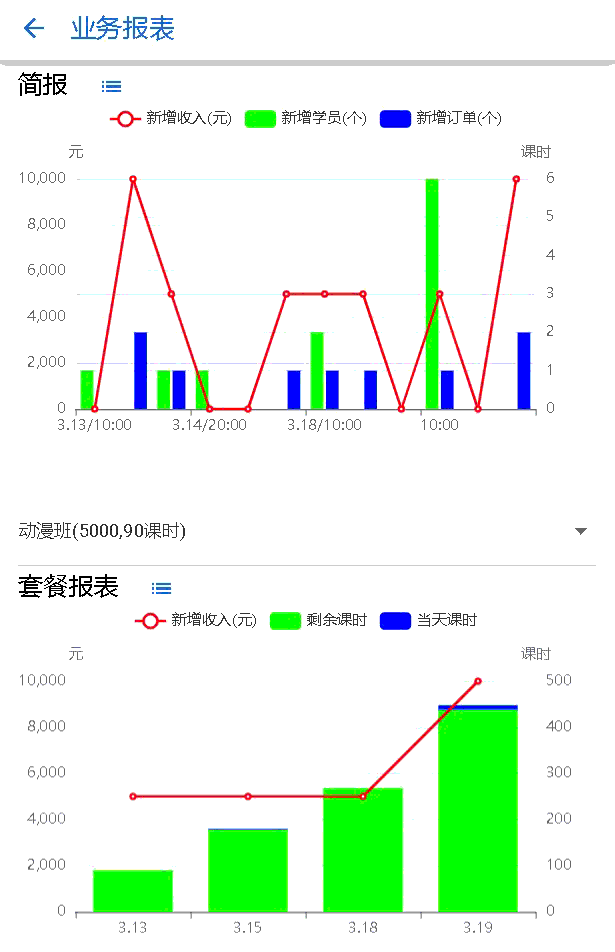 业务报表
简报
新增收入(元) 新增学员(个) 新增订单(个)
元 课时
10,000 6
8,000 5
6,000 4
4,000 3
2,000 2
0 1
0
3.13/10:00 3.14/20:00 3.18/10:00 10:00
动漫班(5000,90课时)
套餐报表
新增收入(元) 剩余课时 当天课时
元 课时
10,000 500
8,000 400
6,000 300
4,000 200
2,000 100
0 0
3.13 3.15 3.18 3.19